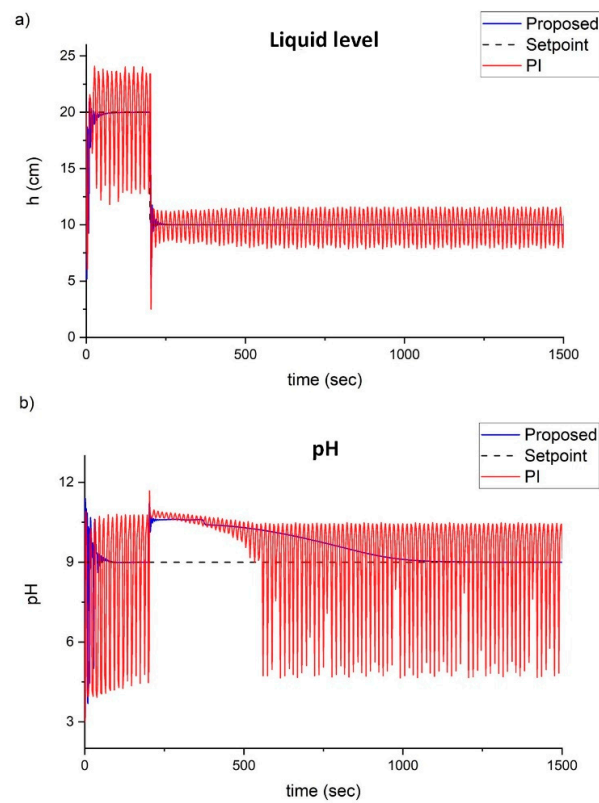 a)
Liquid level
Proposed
Setpoint
PI
25
20
15
10
5
0
h (cm)
0 500 1000 1500
time (sec)
b)
pH
Proposed
Setpoint
PI
12
9
6
3
pH
0 500 1000 1500
time (sec)